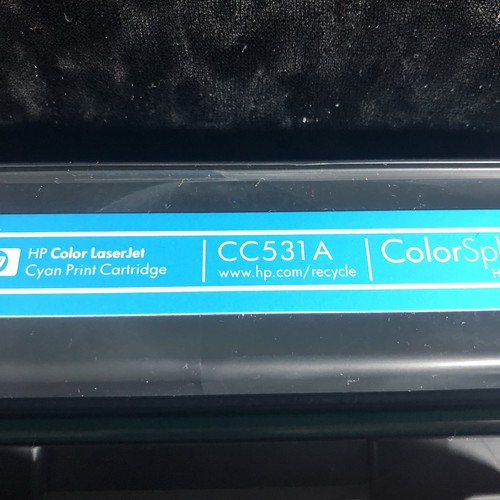 HP Color LaserJet
Cyan Print Cartridge
CC531A
www.hp.com/recycle